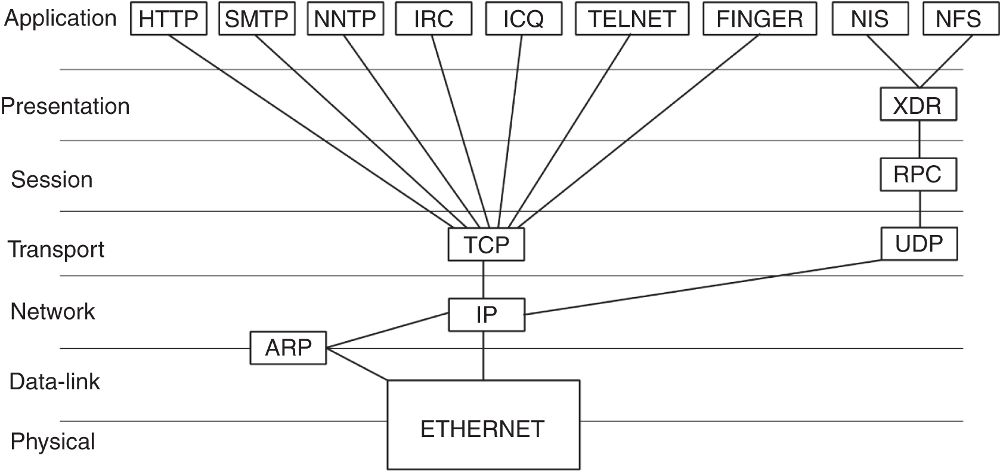 Application HTTP SMTP NNTP IRC ICQ TELNET FINGER NIS NFS
Presentation XDR
Session RPC
Transport TCP UDP
Network IP
ARP
Data-link
ETHERNET
Physical